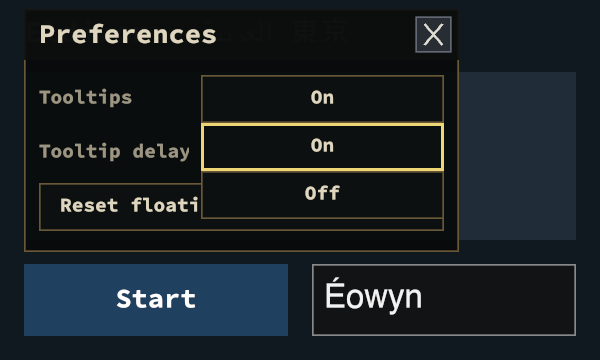 Preferences
Tooltips
On
Tooltip delay
On
Off
Reset floati
Start
Éowyn